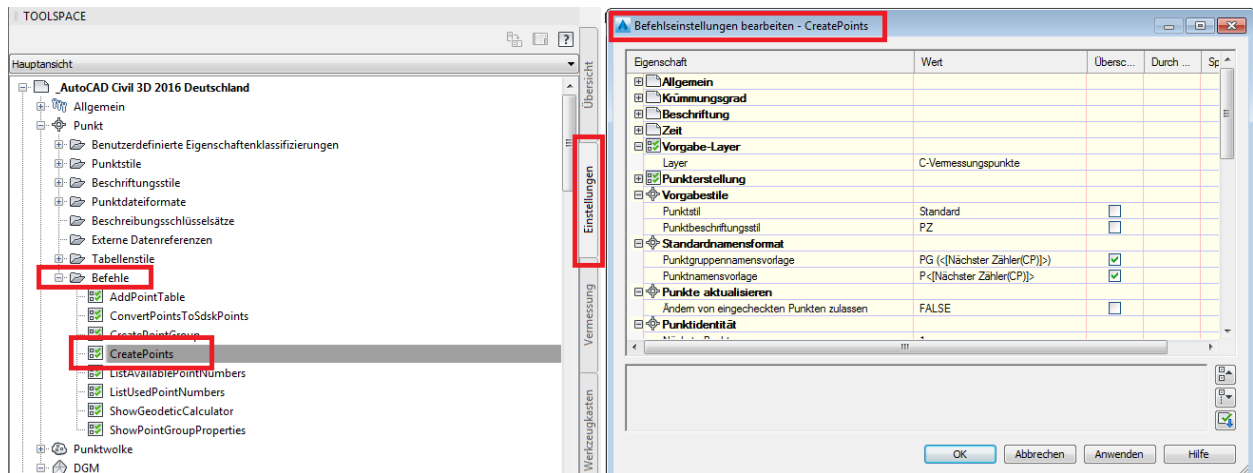 TOOLSPACE
Hauptansicht
_AutoCAD Civil 3D 2016 Deutschland
Allgemein
Punkt
Benutzerdefinierte Eigenschaftenklassifizierungen
Punktstile
Beschriftungsstile
Punktdateiformate
Beschreibungsschlüsselsätze
Externe Datenreferenzen
Tabellenstile
Befehle
AddPointTable
ConvertPointsToSdskPoints
CreatePointGroup
CreatePoints
ListAvailablePointNumbers
ListUsedPointNumbers
ShowGeodeticCalculator
ShowPointGroupProperties
Punktwolke
DGM
Übersicht
Einstellungen
Vermessung
Werkzeugkasten
Befehlseinstellungen bearbeiten - CreatePoints
Eigenschaft Wert Übersc... Durch ... Sp
Allgemein
Krümmungsgrad
Beschriftung
Zeit
Vorgabe-Layer
Layer C-Vermessungspunkte
Punkterstellung
Vorgabestile
Punktstil Standard
Punktbeschriftungsstil PZ
Standardnamensformat
Punktgruppennamensvorlage PG (<[Nächster Zähler(CP)]>)
Punktnamensvorlage P<[Nächster Zähler(CP)]>
Punkte aktualisieren
Ändern von eingecheckten Punkten zulassen FALSE
Punktidentität
OK Abbrechen Anwenden Hilfe